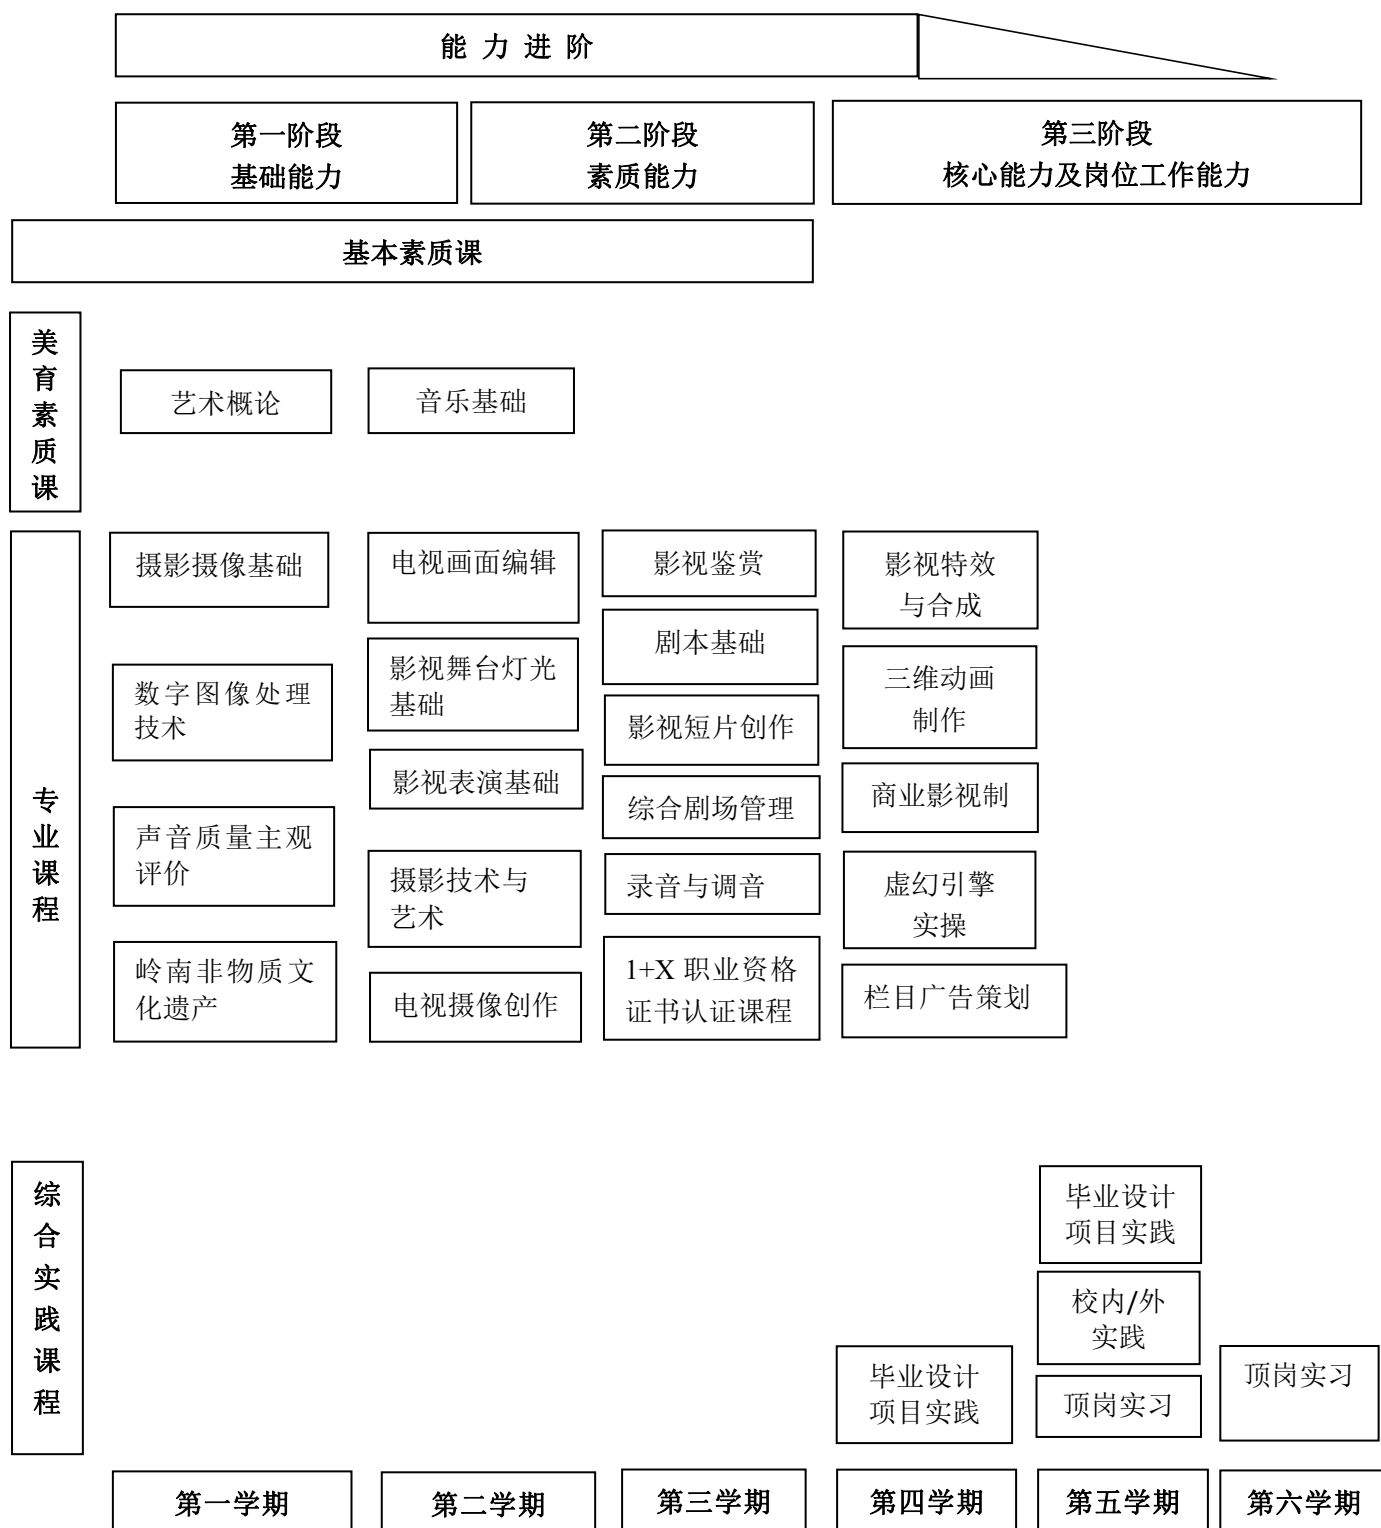 能 力 进 阶
第一阶段
基础能力
第二阶段
素质能力
第三阶段
核心能力及岗位工作能力
基本素质课
美
育
素
质
课
艺术概论
音乐基础
专
业
课
程
摄影摄像基础
数字图像处理
技术
声音质量主观
评价
岭南非物质文
化遗产
电视画面编辑
影视舞台灯光
基础
影视表演基础
摄影技术与
艺术
电视摄像创作
影视鉴赏
剧本基础
影视短片创作
综合剧场管理
录音与调音
1+X 职业资格
证书认证课程
影视特效
与合成
三维动画
制作
商业影视制
虚幻引擎
实操
栏目广告策划
综
合
实
践
课
程
毕业设计
项目实践
毕业设计
项目实践
校内/外
实践
顶岗实习
顶岗实习
第一学期
第二学期
第三学期
第四学期
第五学期
第六学期